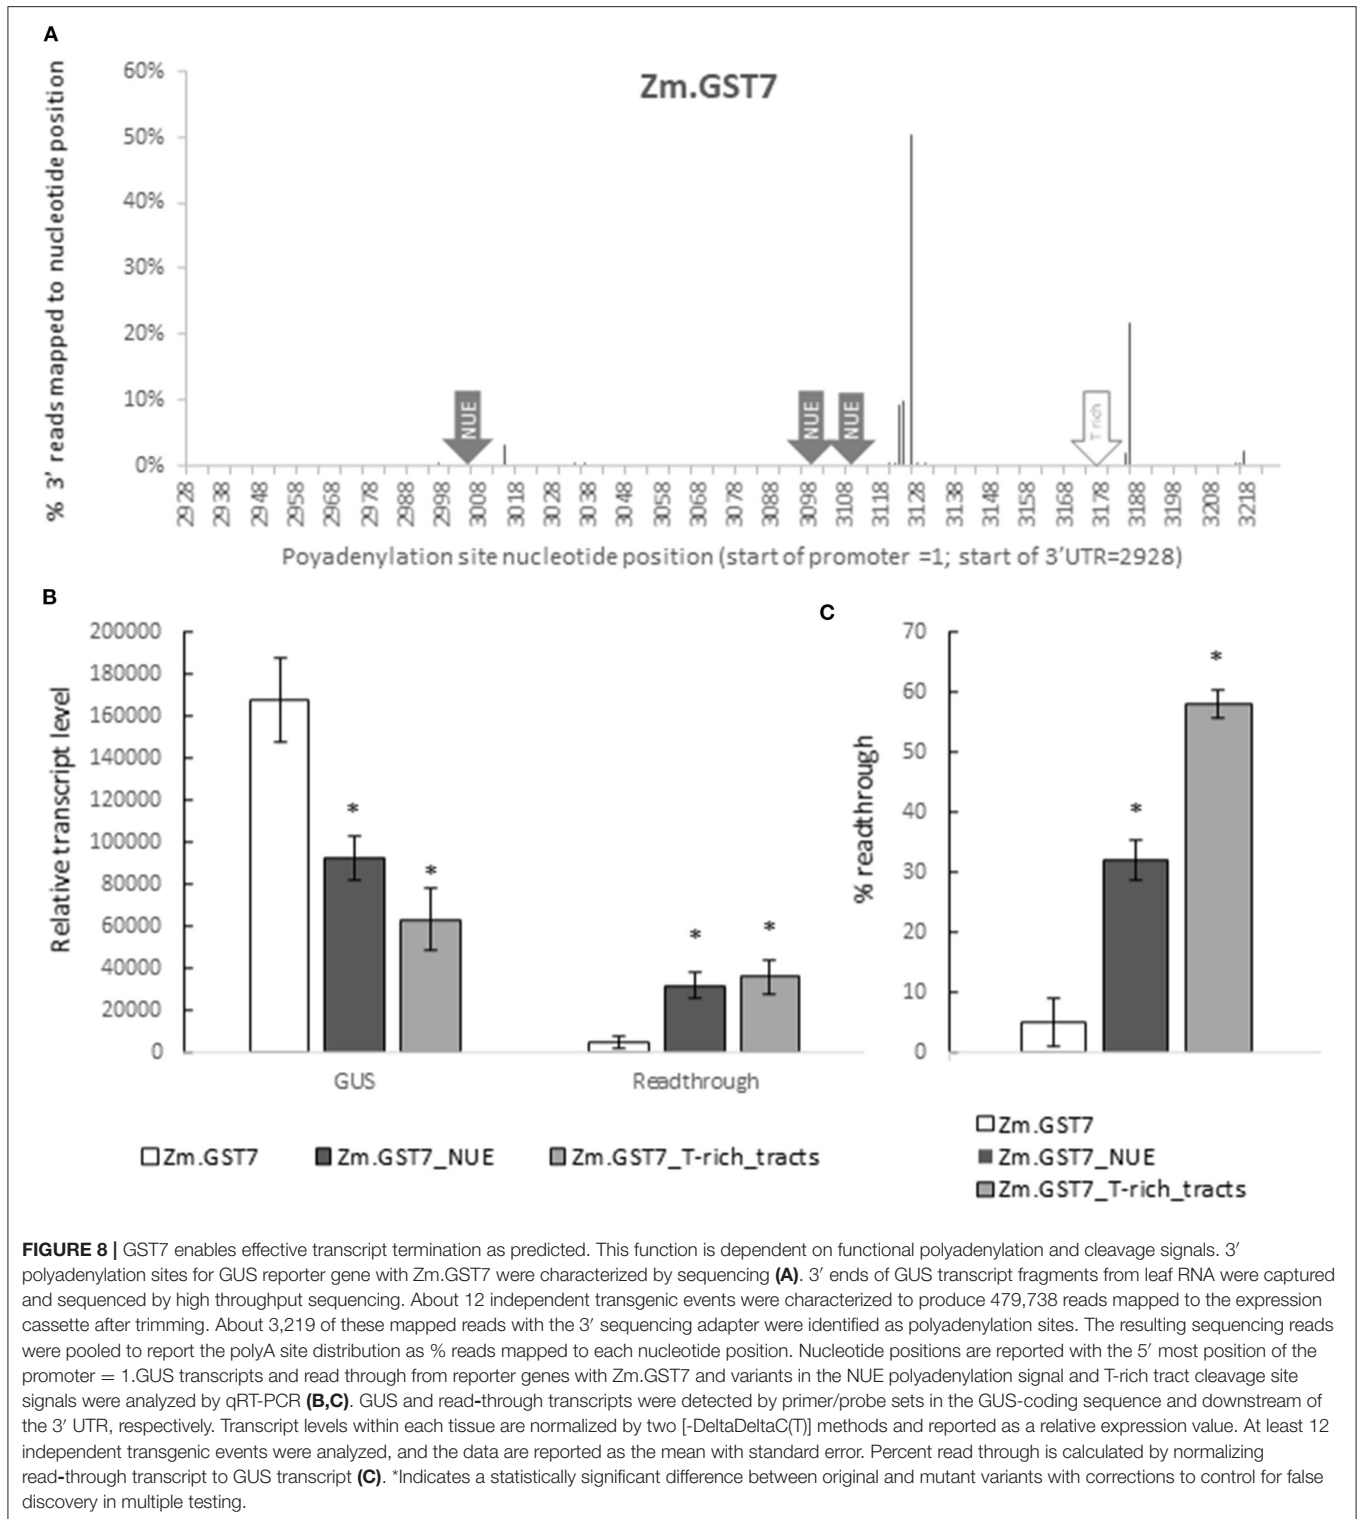 A
% 3′ reads mapped to nucleotide position
60%
50%
40%
30%
20%
10%
0%
Zm.GST7
NUE
NUE
NUE
T rich
2928
2938
2948
2958
2968
2978
2988
2998
3008
3018
3028
3038
3048
3058
3068
3078
3088
3098
3108
3118
3128
3138
3148
3158
3168
3178
3188
3198
3208
3218
Poyadenylation site nucleotide position (start of promoter =1; start of 3′UTR=2928)
B
Relative transcript level
200000
180000
160000
140000
120000
100000
80000
60000
40000
20000
0
*
*
*
*
GUS
Readthrough
Zm.GST7
Zm.GST7_NUE
Zm.GST7_T-rich_tracts
C
% readthrough
70
60
50
40
30
20
10
0
*
*
Zm.GST7
Zm.GST7_NUE
Zm.GST7_T-rich_tracts
FIGURE 8 | GST7 enables effective transcript termination as predicted. This function is dependent on functional polyadenylation and cleavage signals. 3′
polyadenylation sites for GUS reporter gene with Zm.GST7 were characterized by sequencing (A). 3′ ends of GUS transcript fragments from leaf RNA were captured
and sequenced by high throughput sequencing. About 12 independent transgenic events were characterized to produce 479,738 reads mapped to the expression
cassette after trimming. About 3,219 of these mapped reads with the 3′ sequencing adapter were identified as polyadenylation sites. The resulting sequencing reads
were pooled to report the polyA site distribution as % reads mapped to each nucleotide position. Nucleotide positions are reported with the 5′ most position of the
promoter = 1.GUS transcripts and read through from reporter genes with Zm.GST7 and variants in the NUE polyadenylation signal and T-rich tract cleavage site
signals were analyzed by qRT-PCR (B,C). GUS and read-through transcripts were detected by primer/probe sets in the GUS-coding sequence and downstream of
the 3′ UTR, respectively. Transcript levels within each tissue are normalized by two [-DeltaDeltaC(T)] methods and reported as a relative expression value. At least 12
independent transgenic events were analyzed, and the data are reported as the mean with standard error. Percent read through is calculated by normalizing
read-through transcript to GUS transcript (C). *Indicates a statistically significant difference between original and mutant variants with corrections to control for false
discovery in multiple testing.